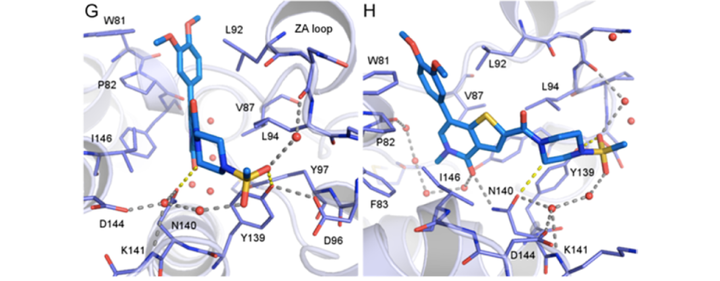 G
W81
L92
ZA loop
P82
V87
L94
I146
Y97
D144
N140
Y139
D96
K141
H
W81
L92
V87
L94
P82
I146
Y139
N140
F83
D144
K141